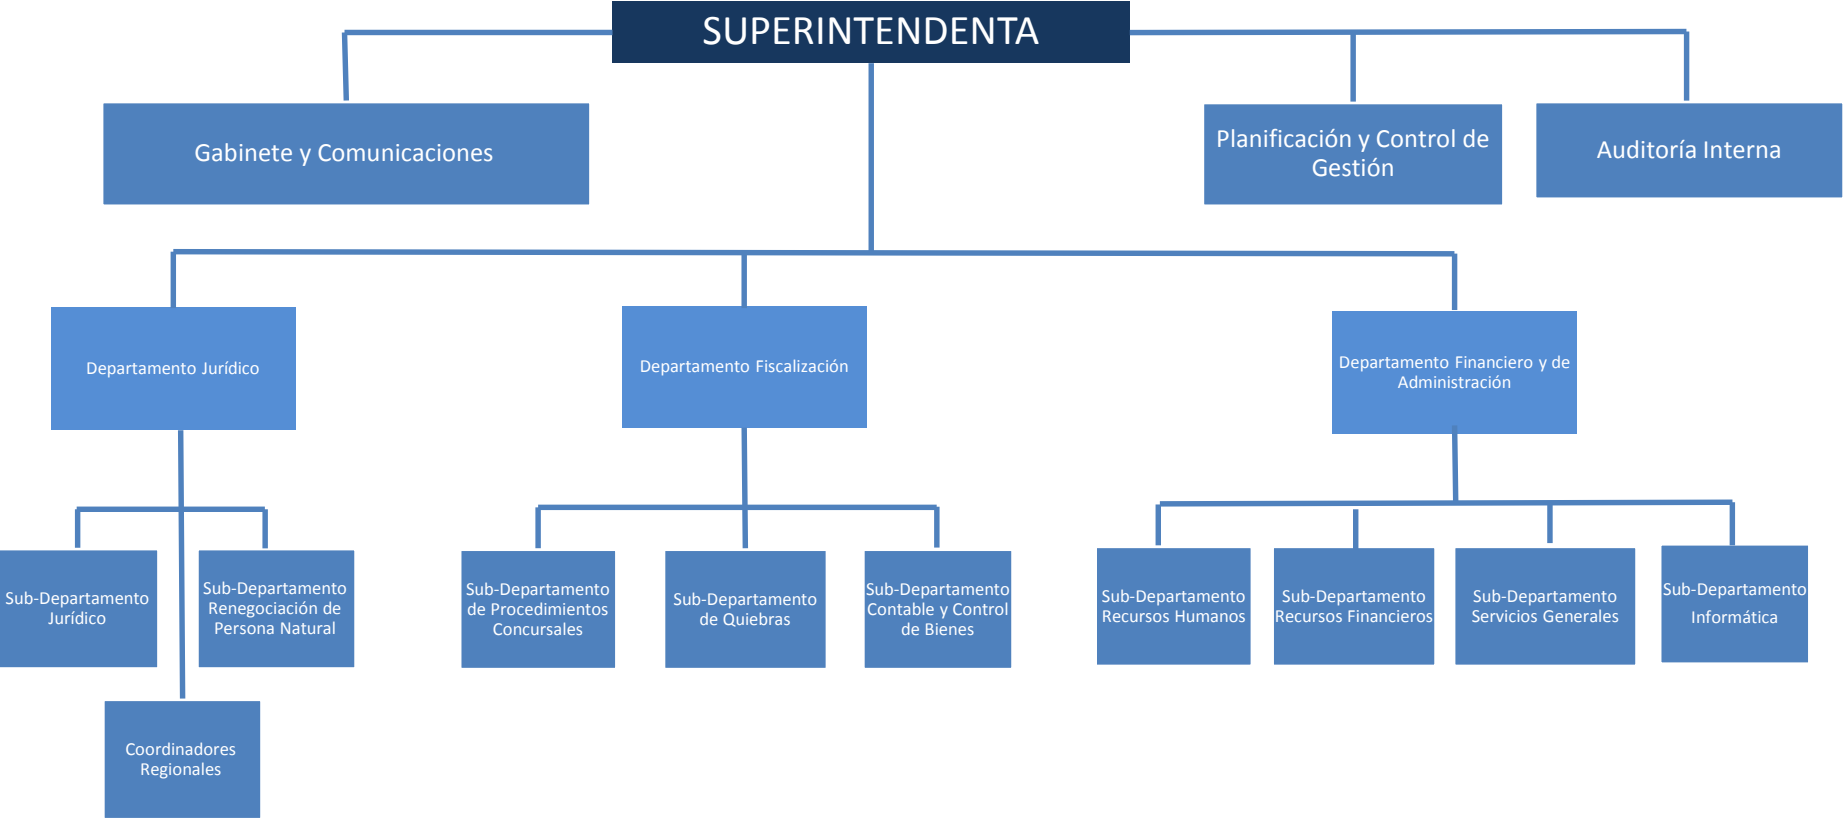 SUPERINTENDENTA
Gabinete y Comunicaciones
Planificación y Control de
Gestión
Auditoría Interna
Departamento Jurídico
Departamento Fiscalización
Departamento Financiero y de
Administración
Sub-Departamento
Jurídico
Sub-Departamento
Renegociación de
Persona Natural
Sub-Departamento
de Procedimientos
Concursales
Sub-Departamento
de Quiebras
Sub-Departamento
Contable y Control
de Bienes
Sub-Departamento
Recursos Humanos
Sub-Departamento
Recursos Financieros
Sub-Departamento
Servicios Generales
Sub-Departamento
Informática
Coordinadores
Regionales